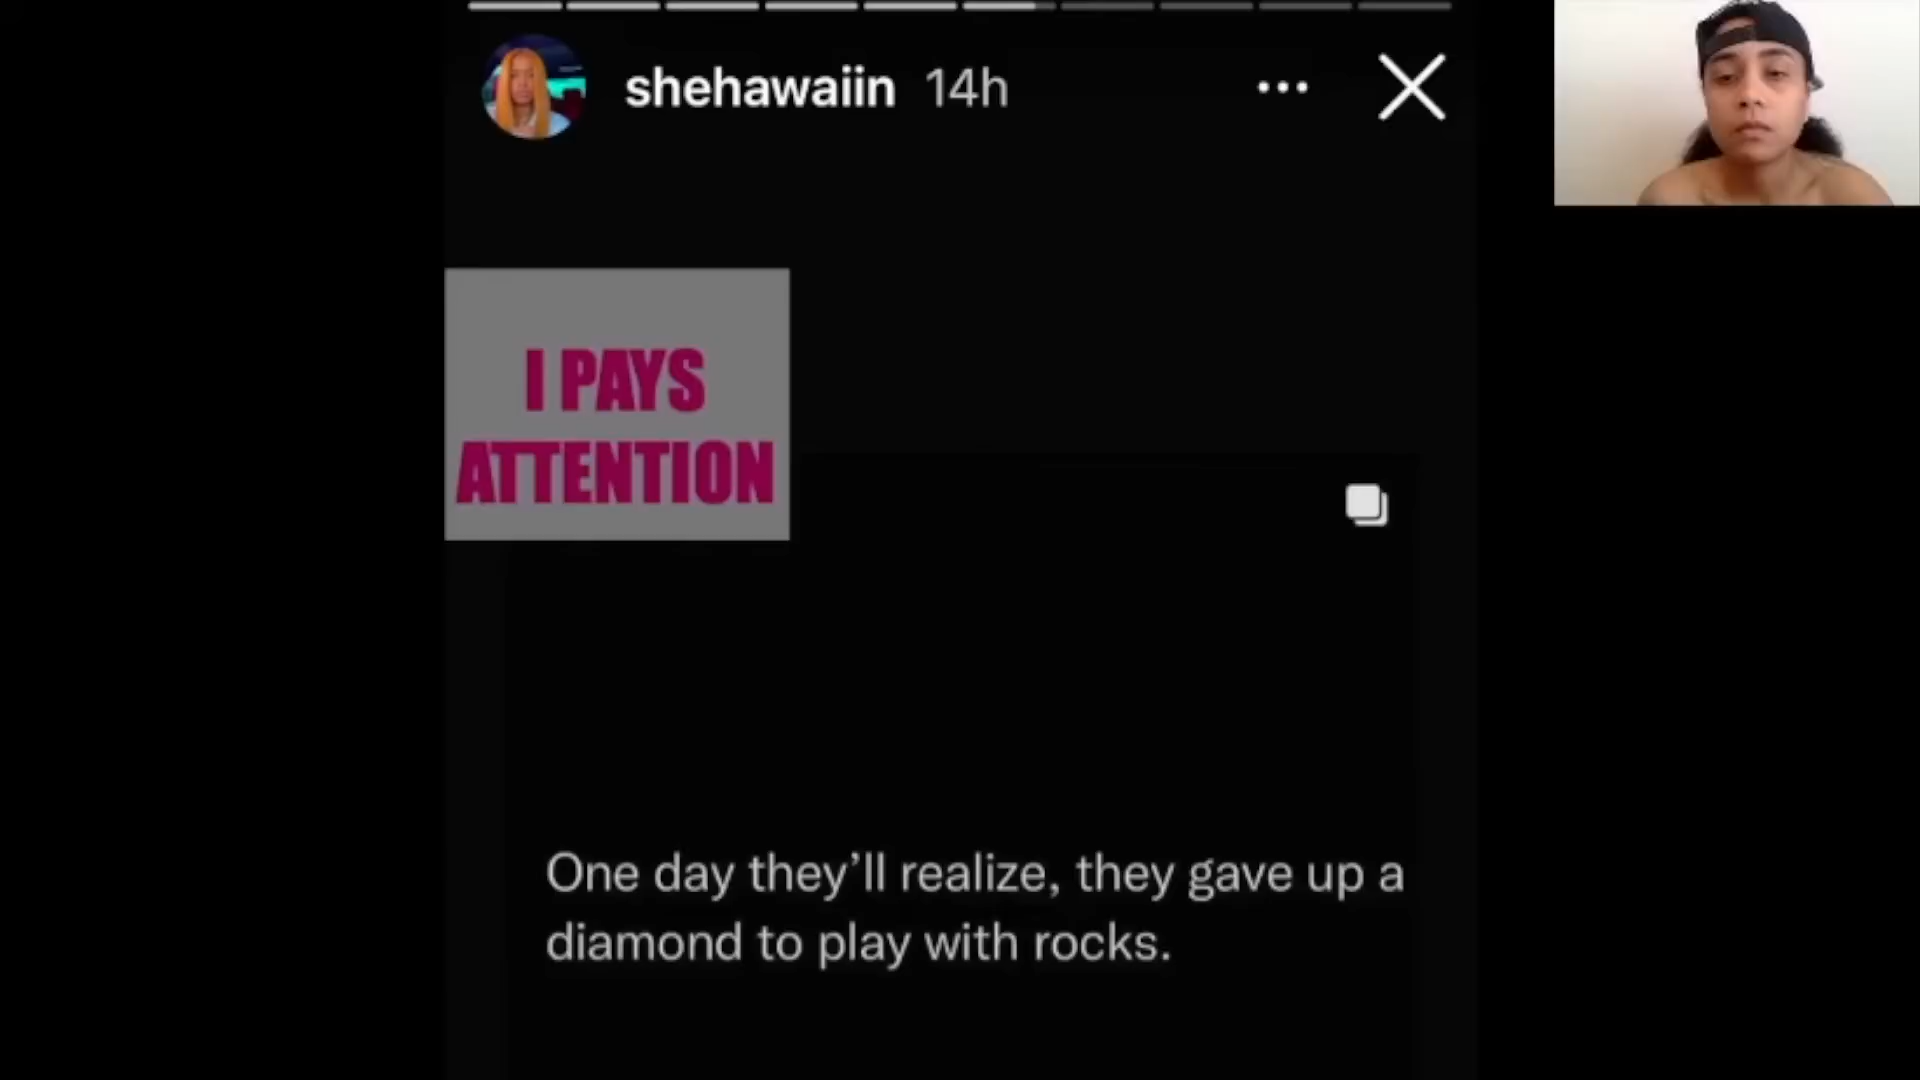 shehawaiin 14h
I PAYS
ATTENTION
One day they’ll realize, they gave up a
diamond to play with rocks.